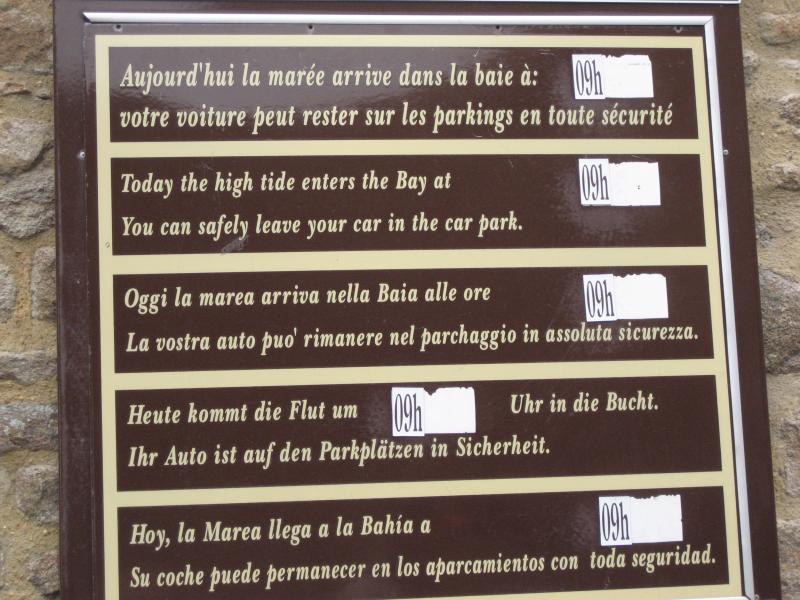 Aujourd'hui la marée arrive dans la baie à: 09h
votre voiture peut rester sur les parkings en toute sécurité
Today the high tide enters the Bay at 09h
You can safely leave your car in the car park.
Oggi la marea arriva nella Baia alle ore 09h
La vostra auto puo' rimanere nel parchaggio in assoluta sicurezza.
Heute kommt die Flut um 09h Uhr in die Bucht.
Ihr Auto ist auf den Parkplätzen in Sicherheit.
Hoy, la Marea llega a la Bahía a 09h
Su coche puede permanecer en los aparcamientos con toda seguridad.